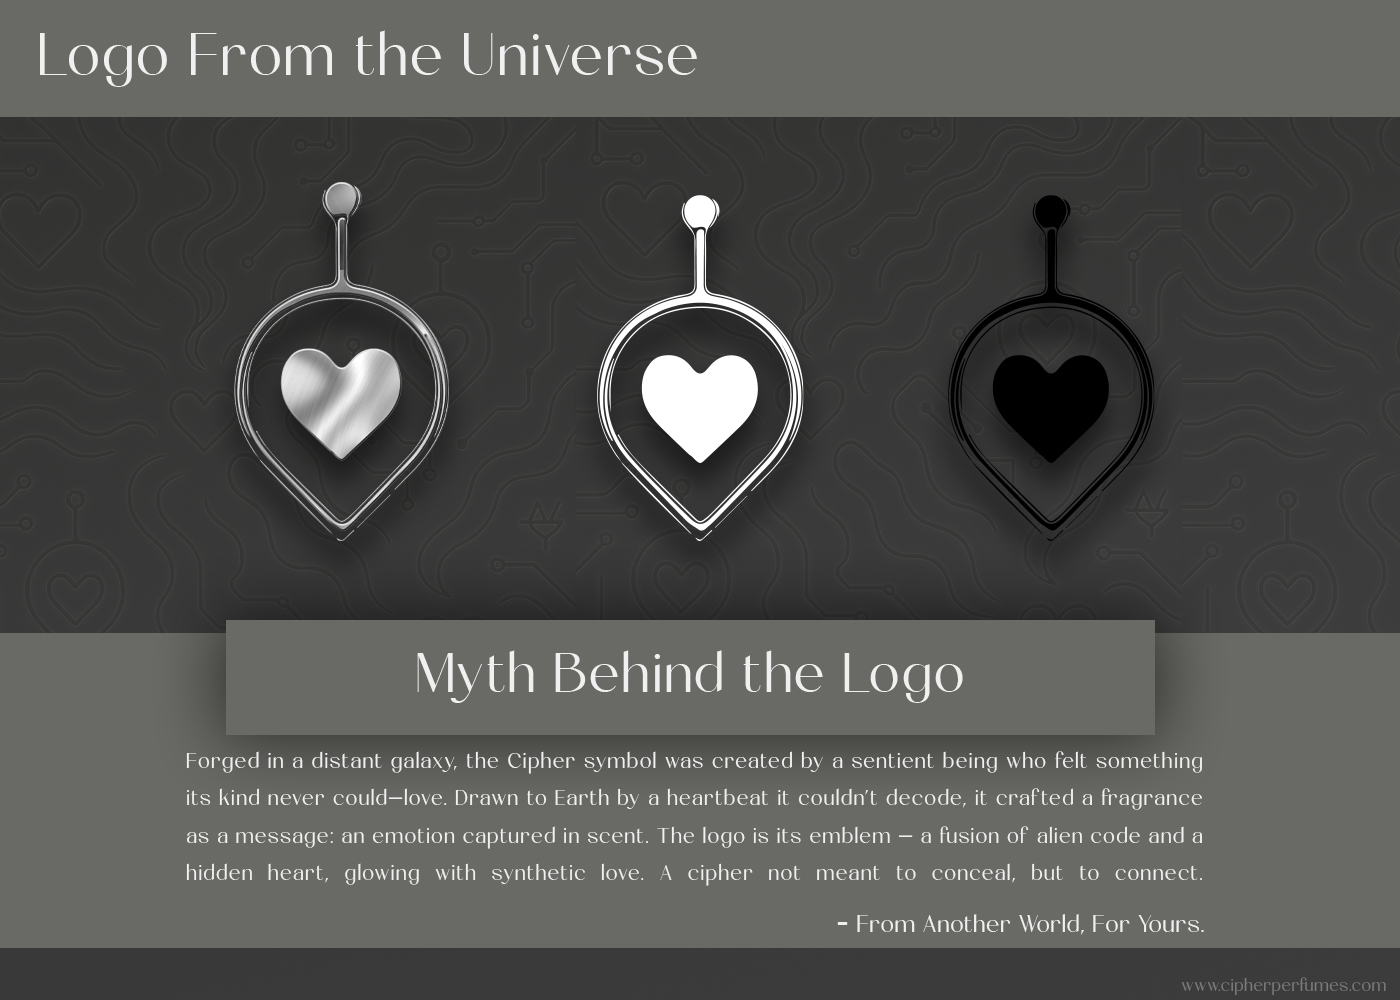 Logo From the Universe
Myth Behind the Logo
Forged in a distant galaxy, the Cipher symbol was created by a sentient being who felt something
its kind never could—love. Drawn to Earth by a heartbeat it couldn't decode, it crafted a fragrance
as a message: an emotion captured in scent. The logo is its emblem — a fusion of alien code and a
hidden heart, glowing with synthetic love. A cipher not meant to conceal, but to connect.
- From Another World, For Yours.
www.cipherperfumes.com